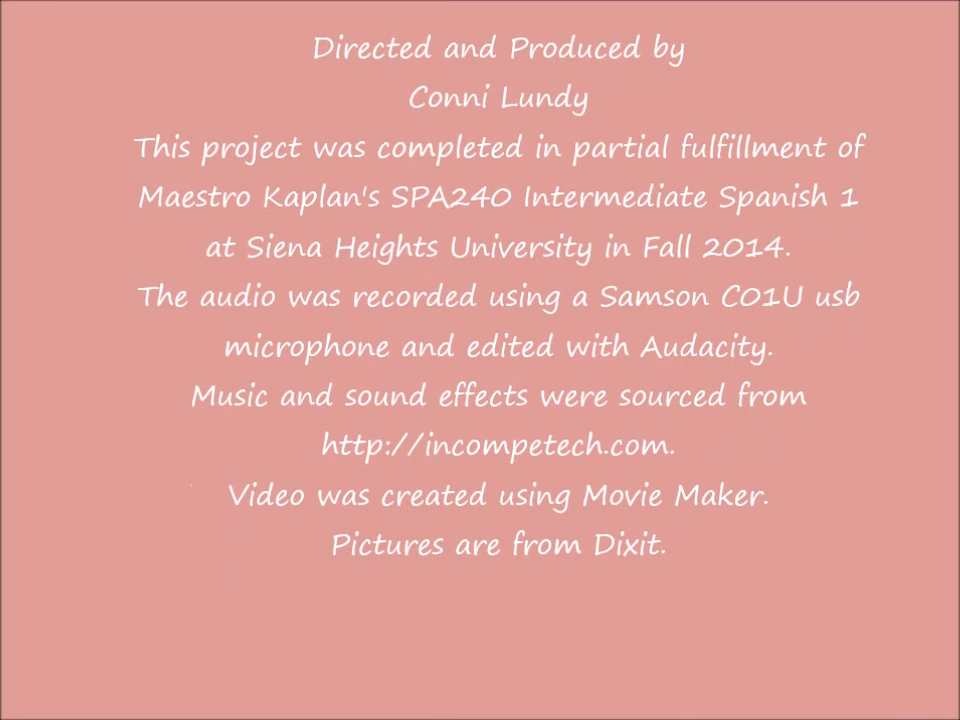 Directed and Produced by
Conni Lundy
This project was completed in partial fulfillment of
Maestro Kaplan's SPA240 Intermediate Spanish 1
at Siena Heights University in Fall 2014.
The audio was recorded using a Samson C01U usb
microphone and edited with Audacity.
Music and sound effects were sourced from
http://incompetech.com.
Video was created using Movie Maker.
Pictures are from Dixit.